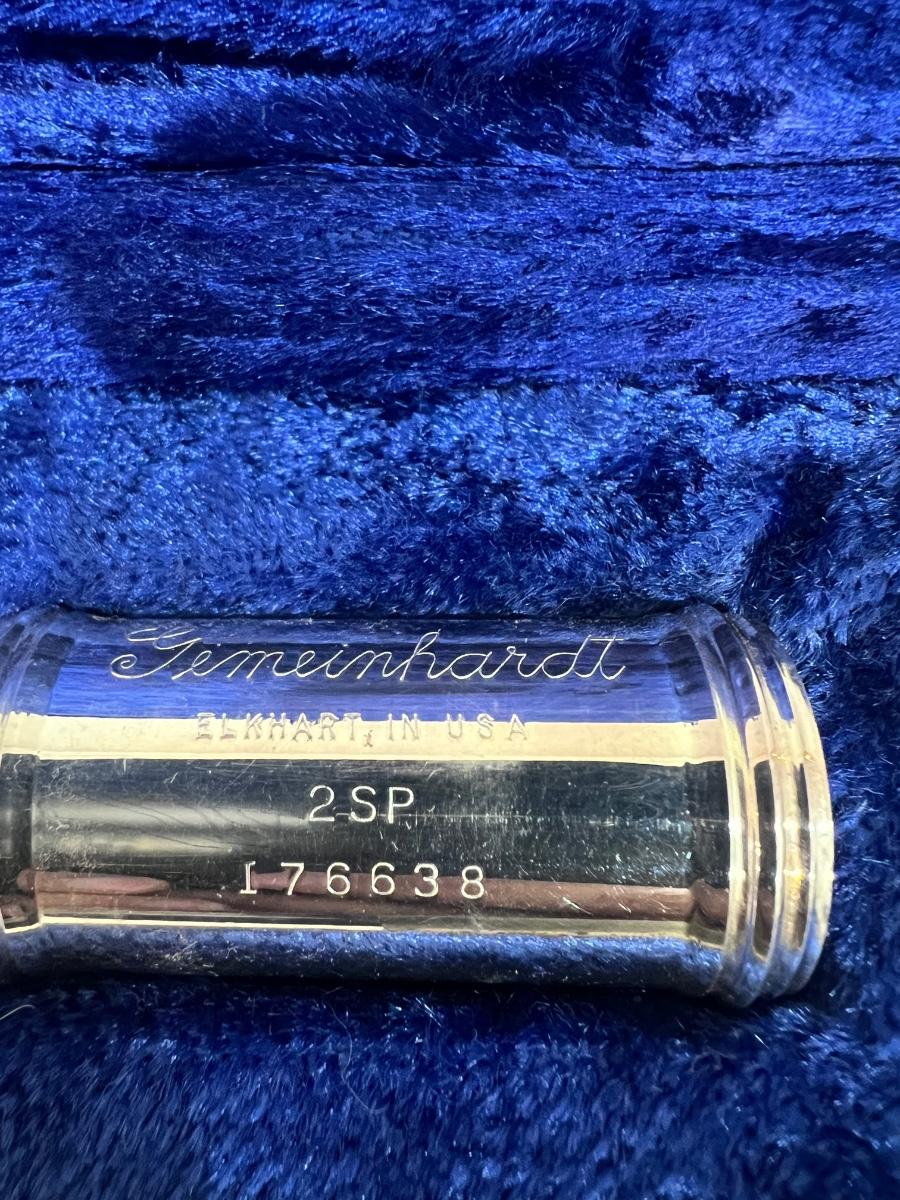 Gemeinhardt
ELKHART, IN USA
2SP
176638